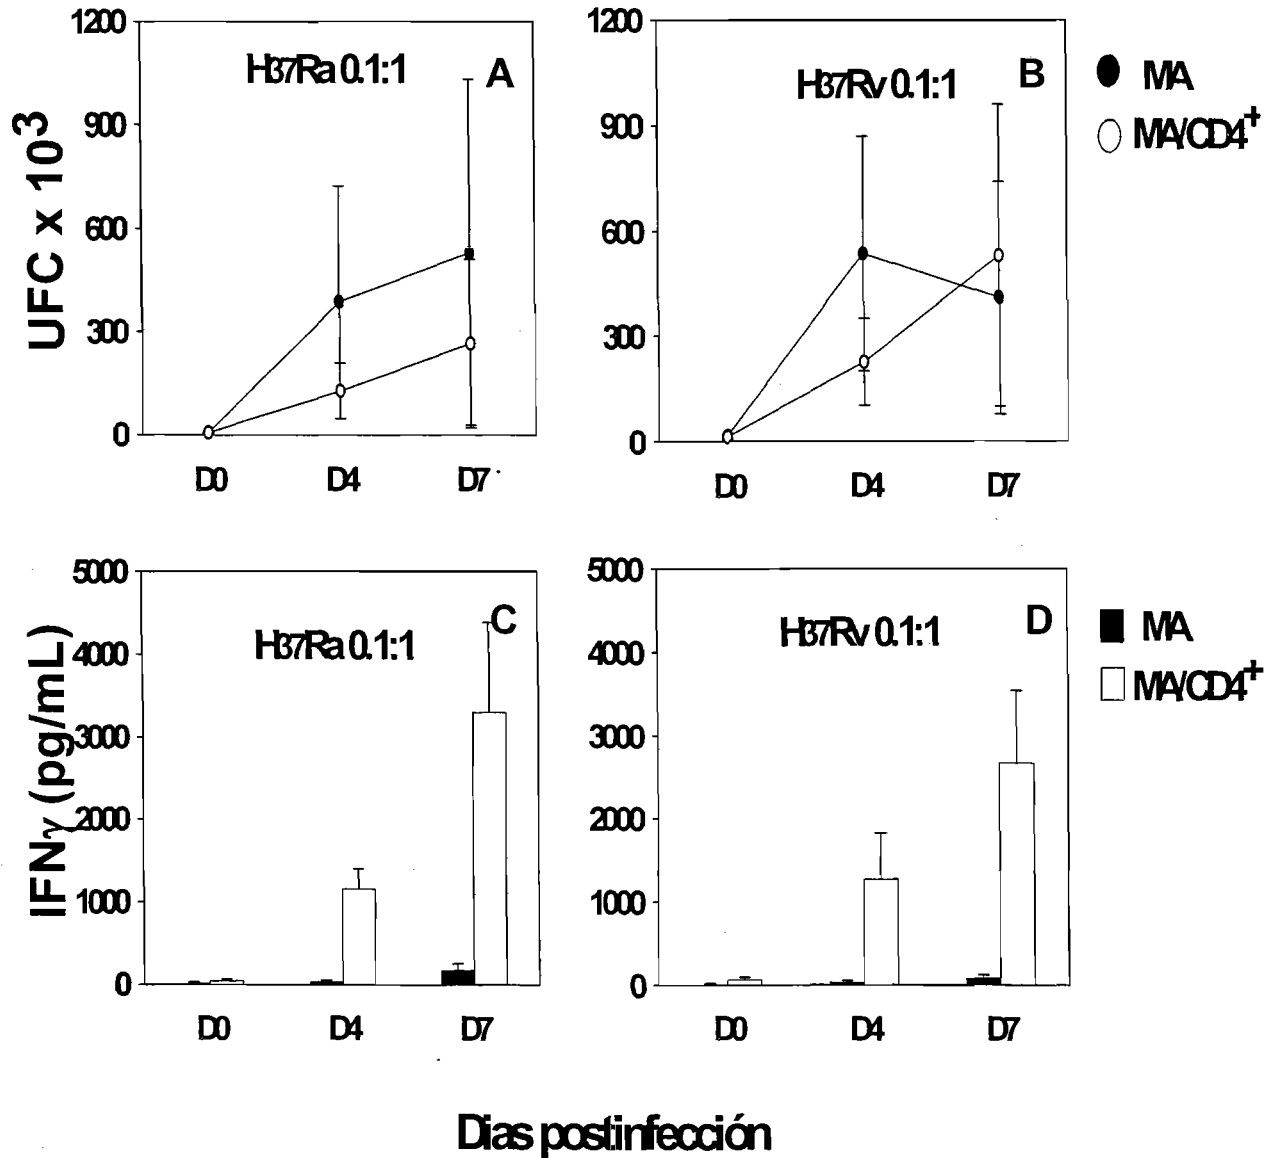 1200
900
600
300
0
UFC x 10³
H37Ra 0.1:1
A
D0 D4 D7
1200
900
600
300
0
H37Rv 0.1:1
B
D0 D4 D7
MA
MA/CD4⁺
5000
4000
3000
2000
1000
0
IFNγ (pg/mL)
H37Ra 0.1:1
C
D0 D4 D7
5000
4000
3000
2000
1000
0
H37Rv 0.1:1
D
D0 D4 D7
MA
MA/CD4⁺
Dias postinfección